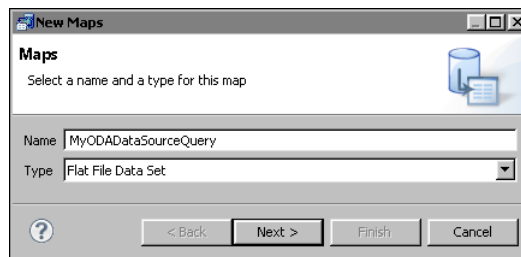 New Maps
Maps
Select a name and a type for this map
Name MyODADataSourceQuery
Type Flat File Data Set
? < Back Next > Finish Cancel